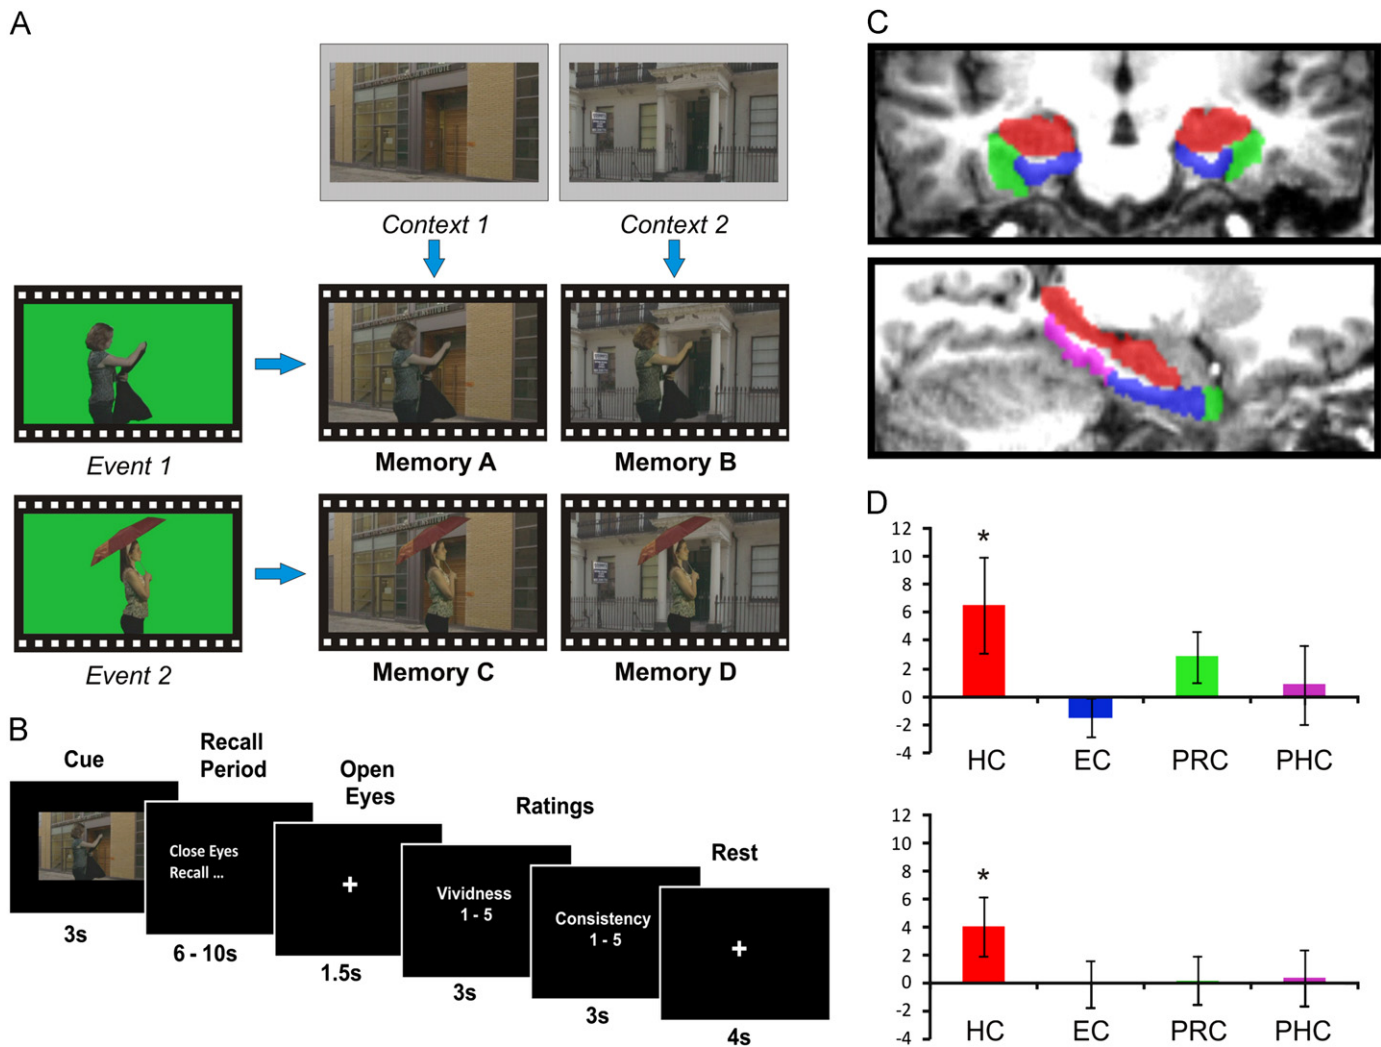 A
Context 1
Context 2
Event 1
Memory A
Memory B
Event 2
Memory C
Memory D
B
Cue
3s
Recall
Period
Close Eyes
Recall ...
6 - 10s
Open
Eyes
+
1.5s
Ratings
Vividness
1 - 5
3s
Consistency
1 - 5
3s
Rest
+
4s
C
D
12
10
8
6
4
2
0
-2
-4
*
HC
EC
PRC
PHC
12
10
8
6
4
2
0
-2
-4
*
HC
EC
PRC
PHC